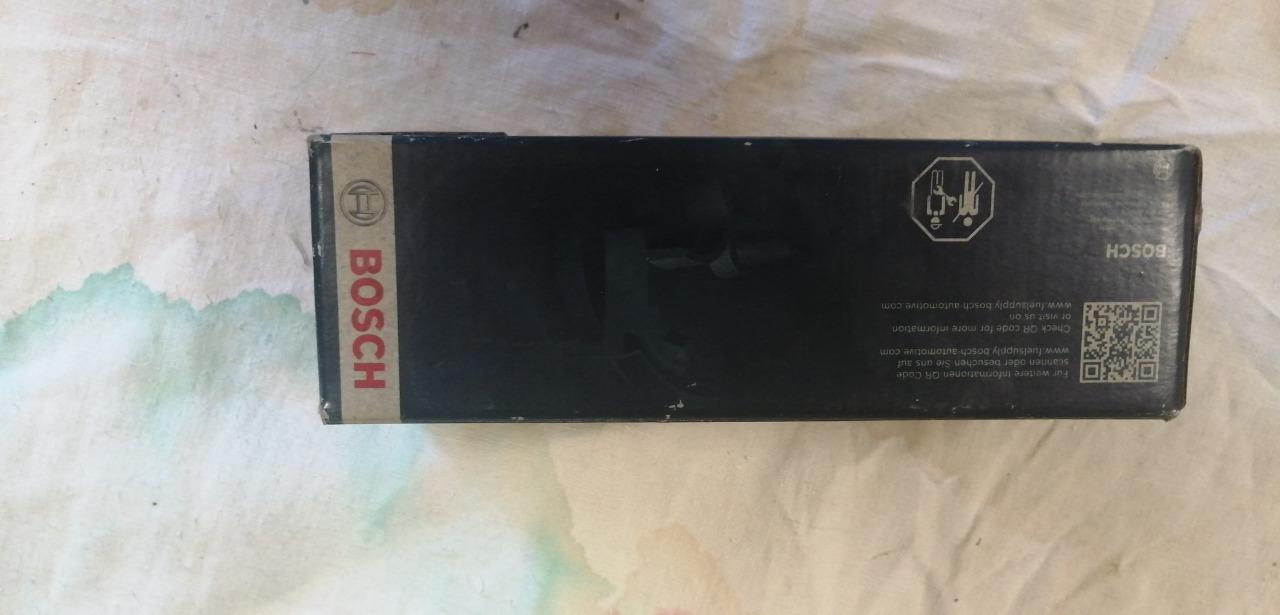 BOSCH
BOSCH
Für weitere Informationen QR Code
scannen oder besuchen Sie uns auf
www.fuelsupply.bosch-automotive.com
Check QR code for more information
or visit us on
www.fuelsupply.bosch-automotive.com